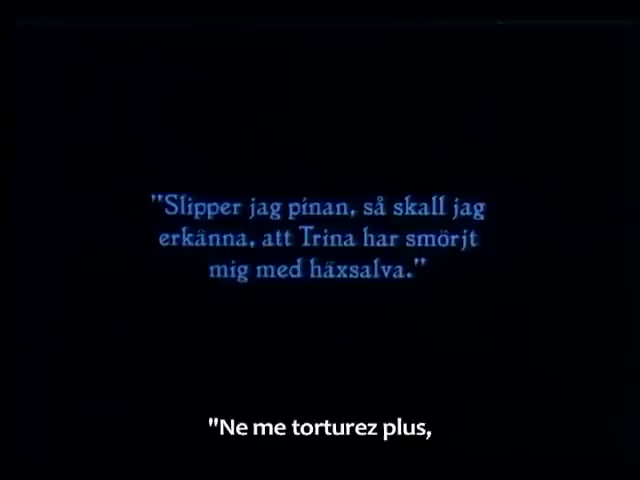 "Slipper jag pinan, så skall jag
erkänna, att Trina har smörjt
mig med häxsalva."
"Ne me torturez plus,